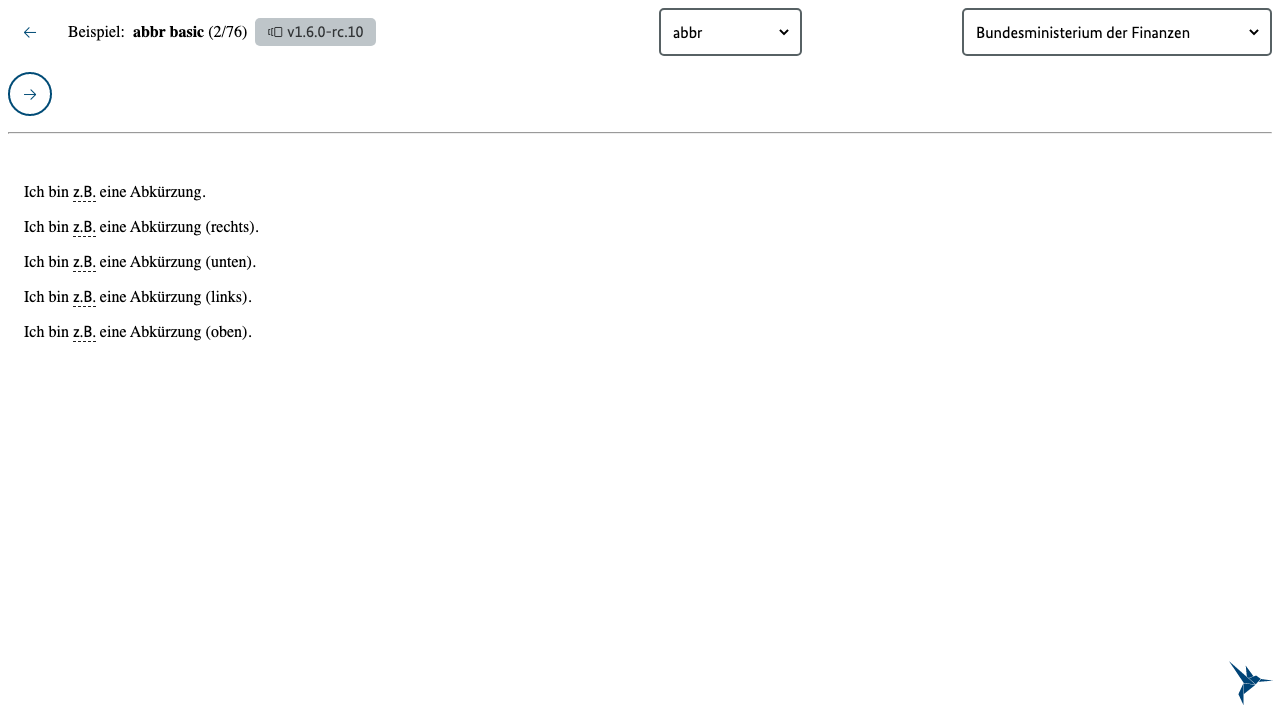 Beispiel: abbr basic (2/76) v1.6.0-rc.10
abbr
Bundesministerium der Finanzen
Ich bin z.B. eine Abkürzung.
Ich bin z.B. eine Abkürzung (rechts).
Ich bin z.B. eine Abkürzung (unten).
Ich bin z.B. eine Abkürzung (links).
Ich bin z.B. eine Abkürzung (oben).